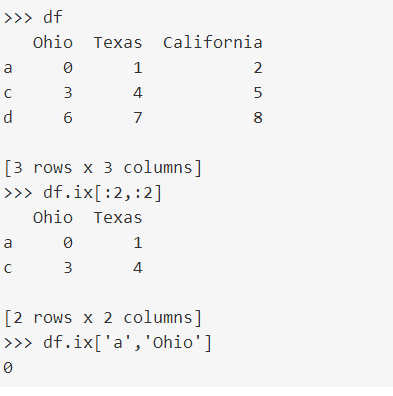 >>> df
   Ohio  Texas  California
a     0      1           2
c     3      4           5
d     6      7           8

[3 rows x 3 columns]
>>> df.ix[:2,:2]
   Ohio  Texas
a     0      1
c     3      4

[2 rows x 2 columns]
>>> df.ix['a','Ohio']
0